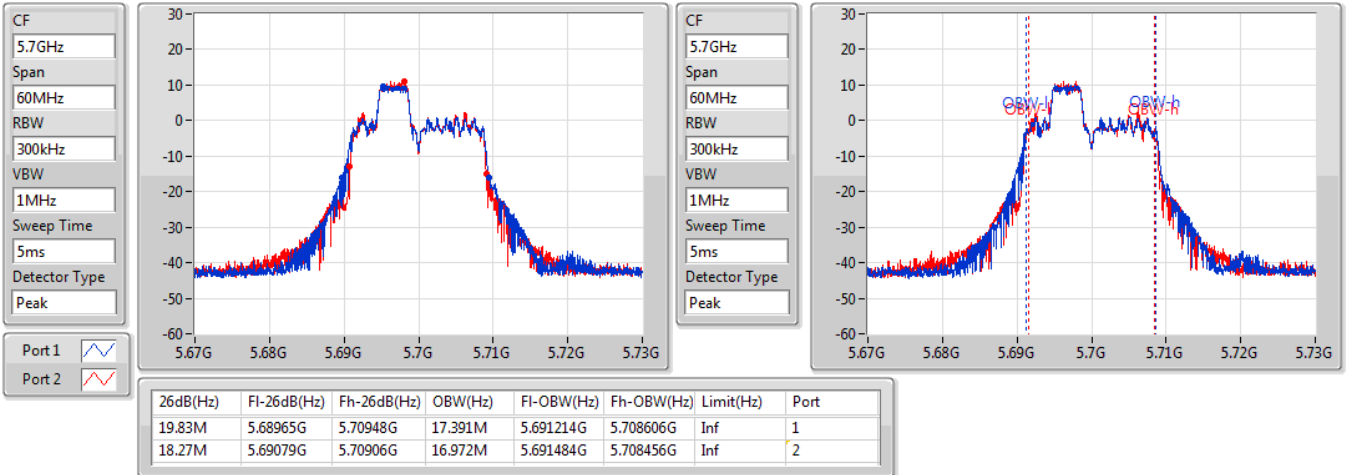 CF
5.7GHz
Span
60MHz
RBW
300kHz
VBW
1MHz
Sweep Time
5ms
Detector Type
Peak
Port 1
Port 2
30
20
10
0
-10
-20
-30
-40
-50
-60
5.67G 5.68G 5.69G 5.7G 5.71G 5.72G 5.73G
CF
5.7GHz
Span
60MHz
RBW
300kHz
VBW
1MHz
Sweep Time
5ms
Detector Type
Peak
30
20
10
0
-10
-20
-30
-40
-50
-60
OBW-l OBW-h
OBW-l OBW-h
5.67G 5.68G 5.69G 5.7G 5.71G 5.72G 5.73G
26dB(Hz) Fl-26dB(Hz) Fh-26dB(Hz) OBW(Hz) Fl-OBW(Hz) Fh-OBW(Hz) Limit(Hz) Port
19.83M 5.68965G 5.70948G 17.391M 5.691214G 5.708606G Inf 1
18.27M 5.69079G 5.70906G 16.972M 5.691484G 5.708456G Inf 2